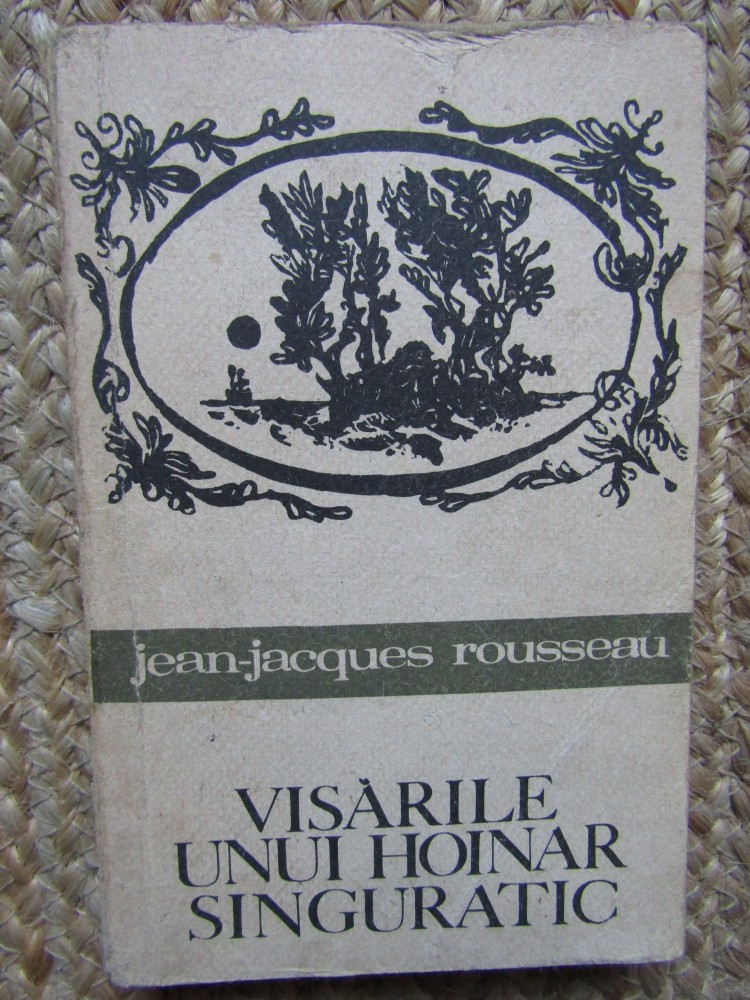 jean-jacques rousseau
VISĂRILE
UNUI HOINAR
SINGURATIC